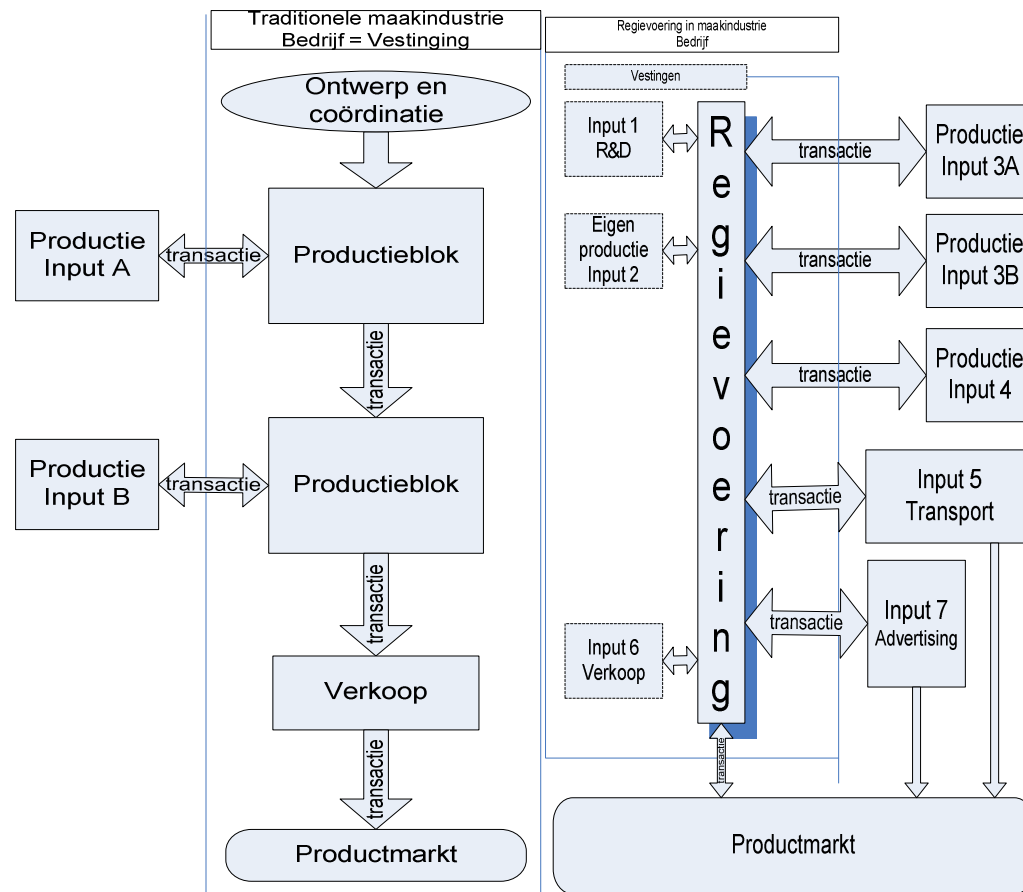 Traditionele maakindustrie
Bedrijf = Vestinging
Ontwerp en
coördinatie
Productie
Input A
transactie
Productieblok
transactie
Productie
Input B
transactie
Productieblok
transactie
Verkoop
transactie
Productmarkt
Regievoering in maakindustrie
Bedrijf
Vestingen
Input 1
R&D
Eigen
productie
Input 2
Input 6
Verkoop
Regievoering
transactie
Productie
Input 3A
transactie
Productie
Input 3B
transactie
Productie
Input 4
transactie
Input 5
Transport
transactie
Input 7
Advertising
transactie
Productmarkt